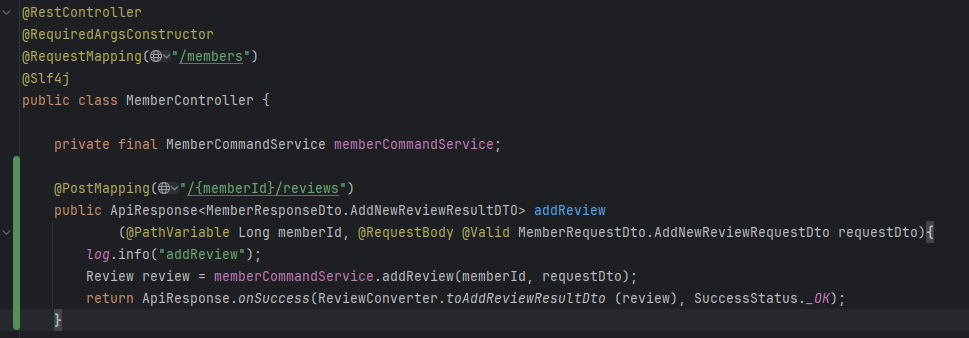 @RestController
@RequiredArgsConstructor
@RequestMapping("/members")
@Slf4j
public class MemberController {
private final MemberCommandService memberCommandService;
@PostMapping("/{memberId}/reviews")
public ApiResponse<MemberResponseDto.AddNewReviewResultDTO> addReview
(@PathVariable Long memberId, @RequestBody @Valid MemberRequestDto.AddNewReviewRequestDto requestDto){
log.info("addReview");
Review review = memberCommandService.addReview(memberId, requestDto);
return ApiResponse.onSuccess(ReviewConverter.toAddReviewResultDto (review), SuccessStatus._OK);
}